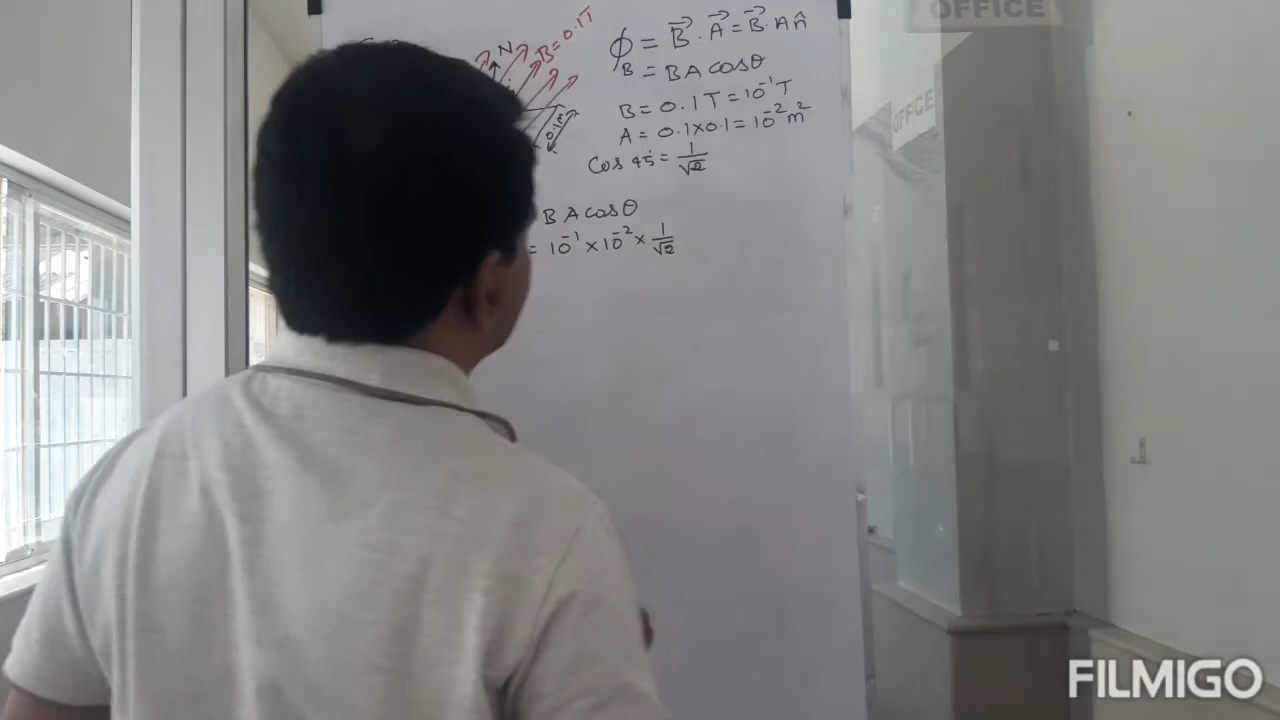 OFFICE
N
B = 0.1T
ϕ_B = B⃗ . A⃗ = B⃗ . A n̂
= BA cosθ
B = 0.1T = 10⁻¹T
A = 0.1×0.1 = 10⁻² m²
OFFICE
Cos 45° = 1/√2
BA cosθ
= 10⁻¹ × 10⁻² × 1/√2
FILMIGO